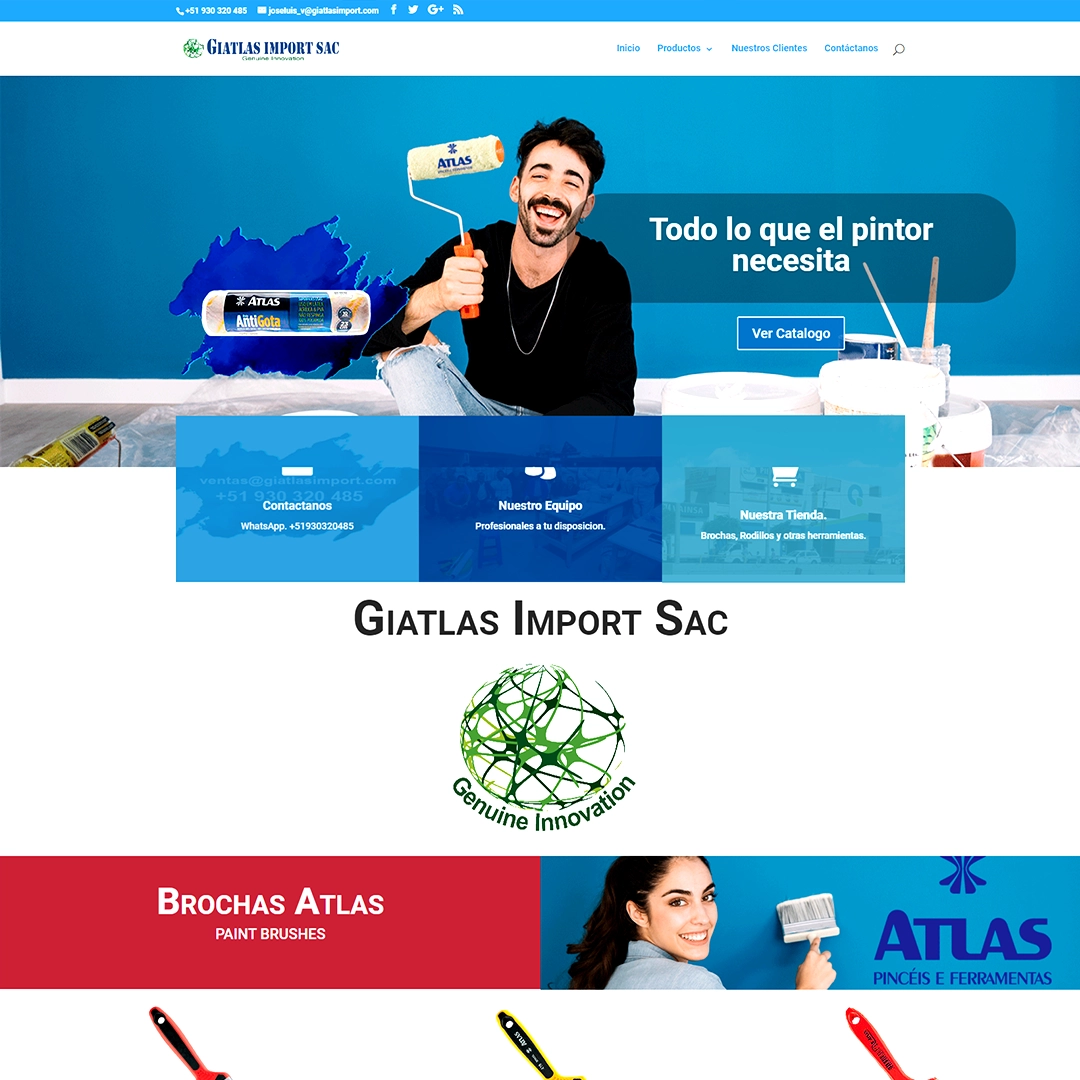 +51 930 320 485 joseluis_v@giatlasimport.com
GIATLAS IMPORT SAC
Genuine Innovation
Inicio Productos Nuestros Clientes Contáctanos
ATLAS
PINCÉIS E FERRAMENTAS
Todo lo que el pintor
necesita
Ver Catalogo
ATLAS
AntiGota
ventas@giatlasimport.com
+51 930 320 485
Contactanos
WhatsApp. +51930320485
Nuestro Equipo
Profesionales a tu disposicion.
Nuestra Tienda.
Brochas, Rodillos y otras herramientas.
GIATLAS IMPORT SAC
Genuine Innovation
BROCHAS ATLAS
PAINT BRUSHES
ATLAS
PINCÉIS E FERRAMENTAS
ATLAS